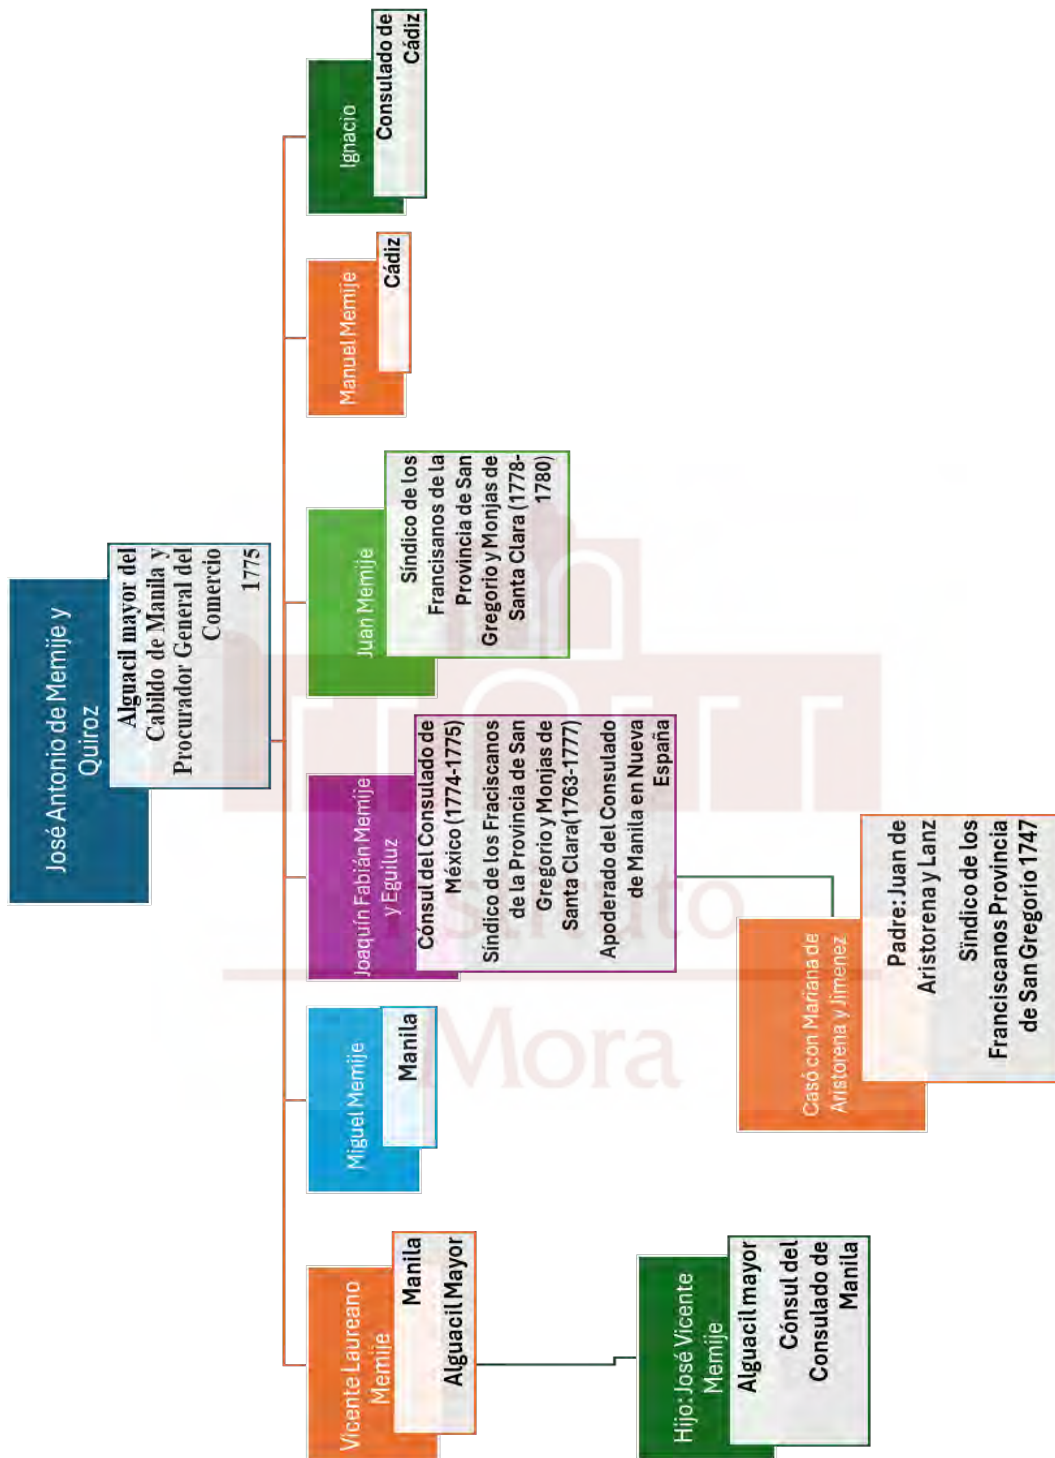 José Antonio de Memije y
Quiroz
Alguacil mayor del
Cabildo de Manila y
Procurador General del
Comercio
1775
Vicente Laureano
Memije
Manila
Alguacil Mayor
Miguel Memije
Manila
Joaquín Fabián Memije
y Eguiluz
Cónsul del Consulado de
México (1774-1775)
Síndico de los Fraciscanos
de la Provincia de San
Gregorio y Monjas de
Santa Clara(1763-1777)
Apoderado del Consulado
de Manila en Nueva
España
Juan Memije
Síndico de los
Francisanos de la
Provincia de San
Gregorio y Monjas de
Santa Clara (1778-
1780)
Manuel Memije
Cádiz
Ignacio
Consulado de
Cádiz
Hijo: José Vicente
Memije
Alguacil mayor
Cónsul del
Consulado de
Manila
Casó con Mariana de
Aristorena y Jimenez
Padre: Juan de
Aristorena y Lanz
Sïndico de los
Franciscanos Provincia
de San Gregorio 1747
Instituto
Mora